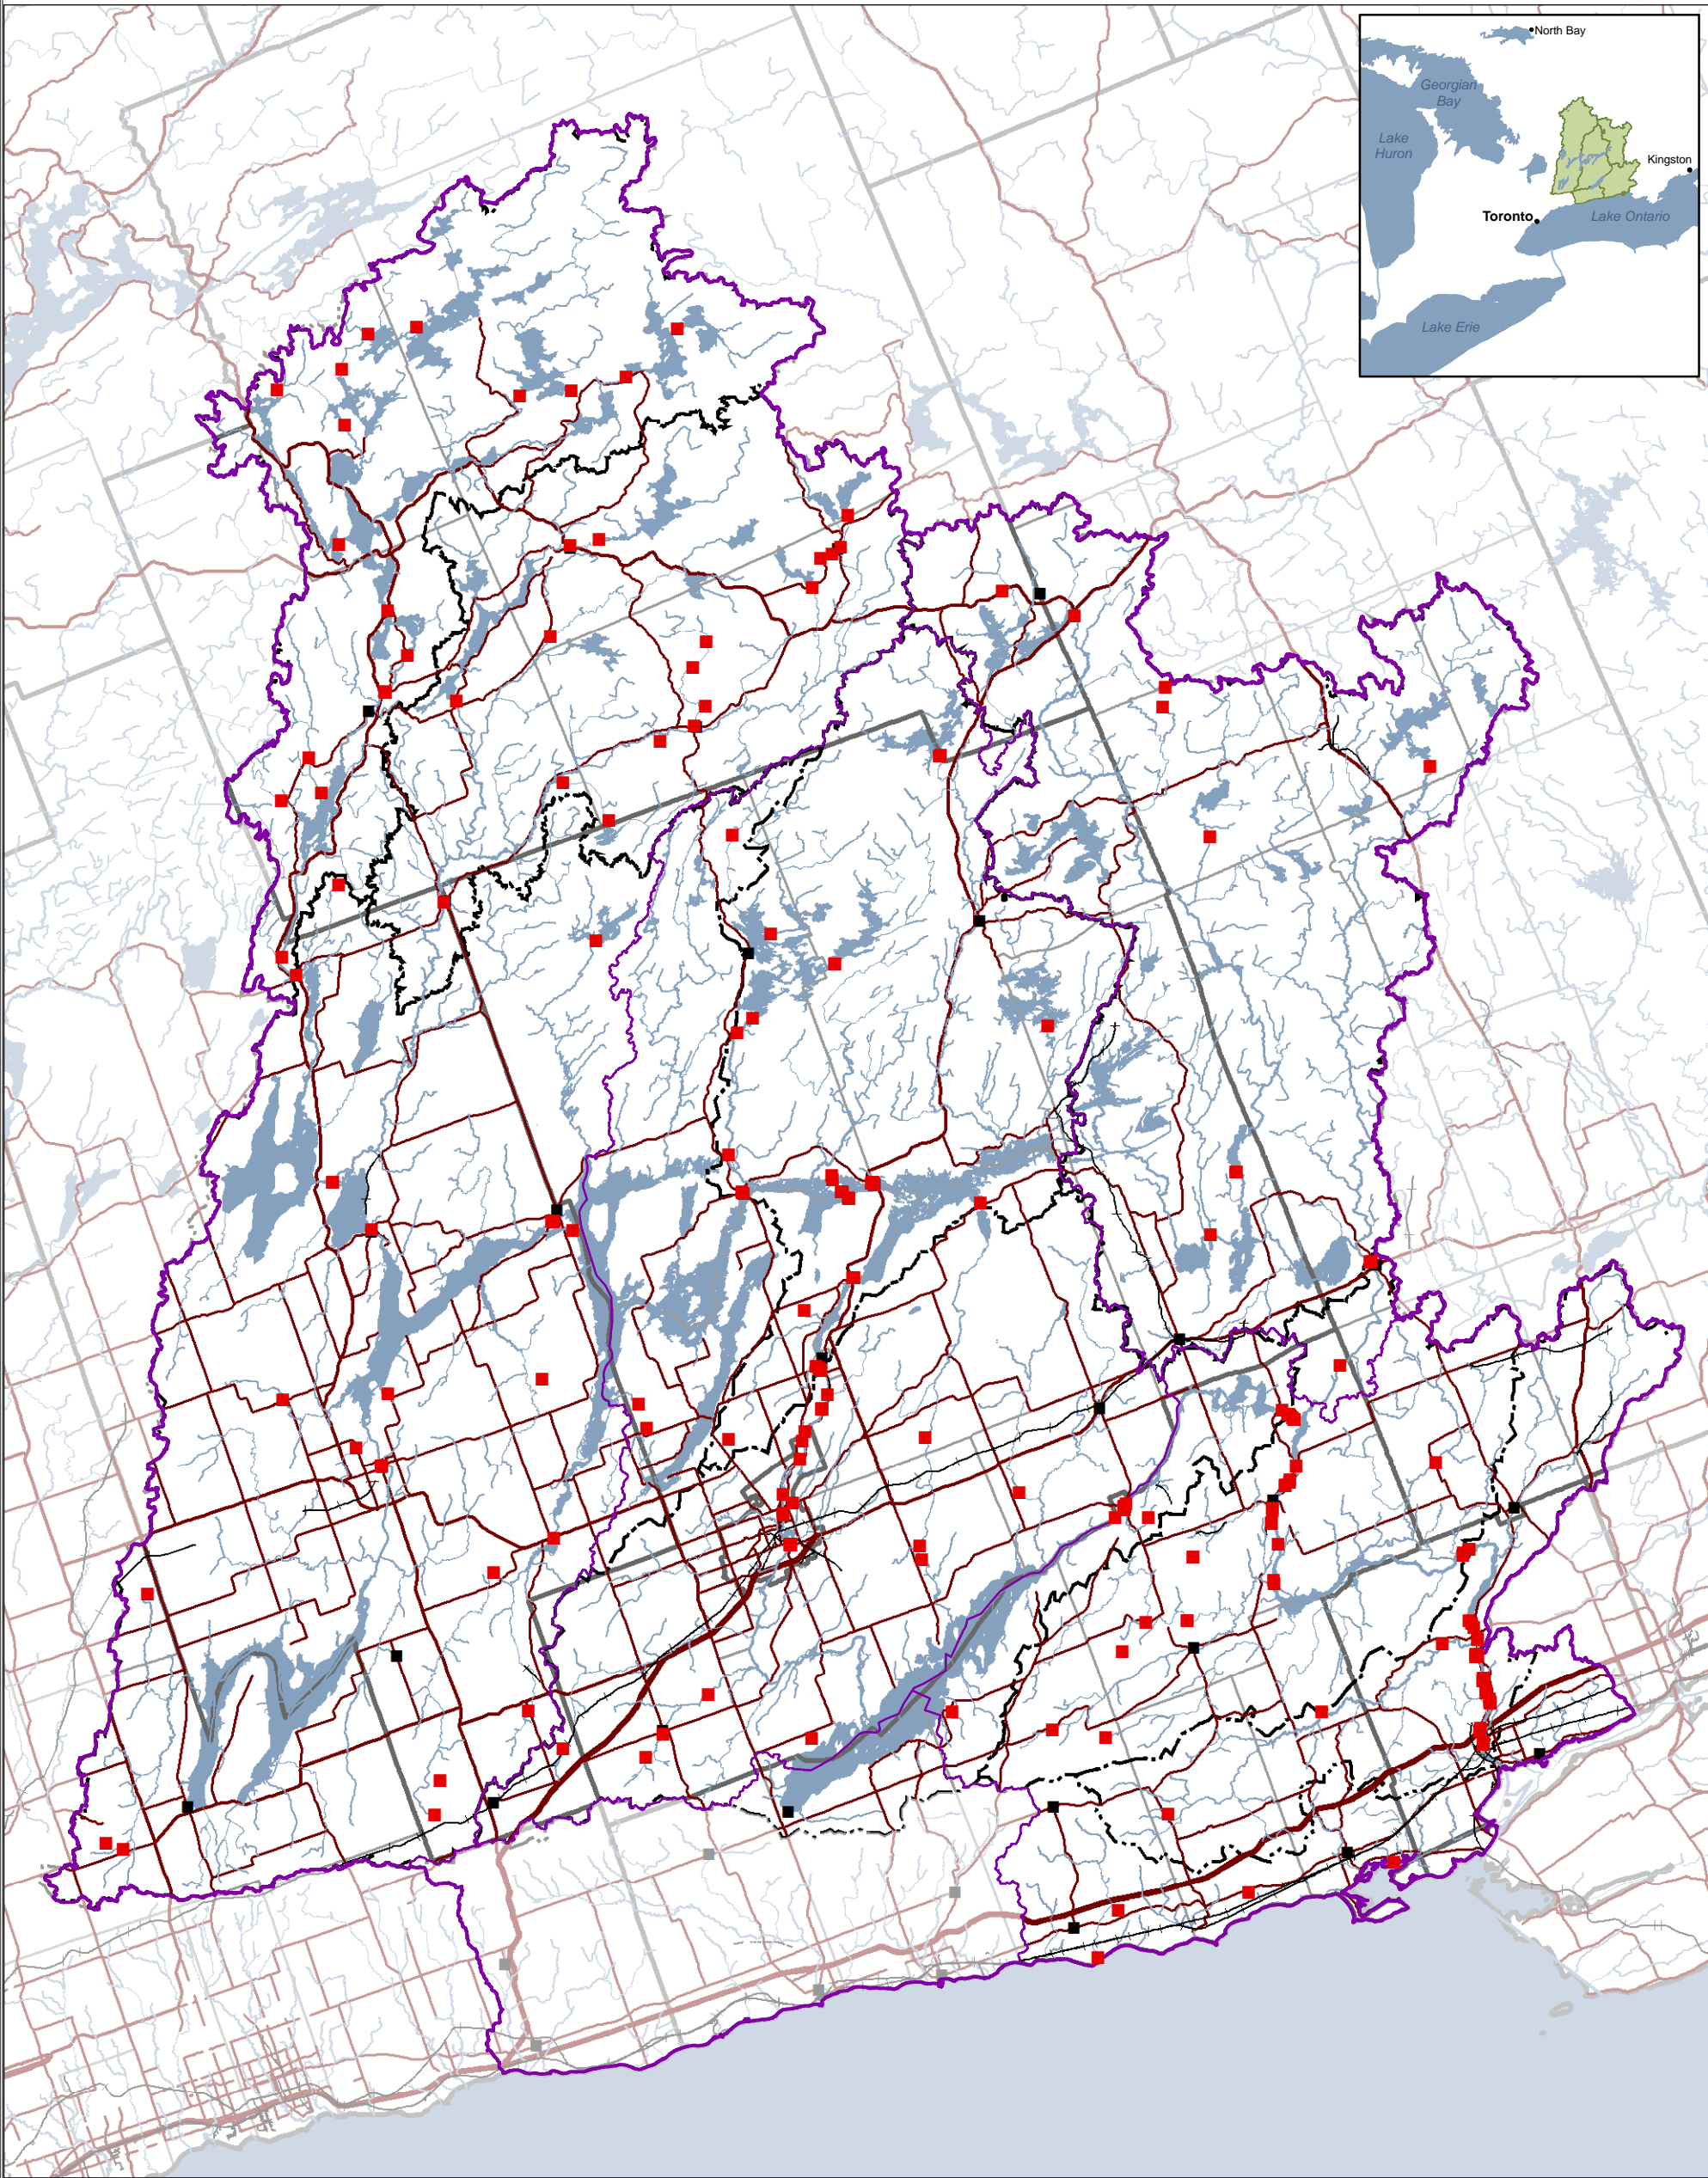 North Bay
Georgian
Bay
Lake
Huron
Kingston
Toronto
Lake Ontario
Lake Erie